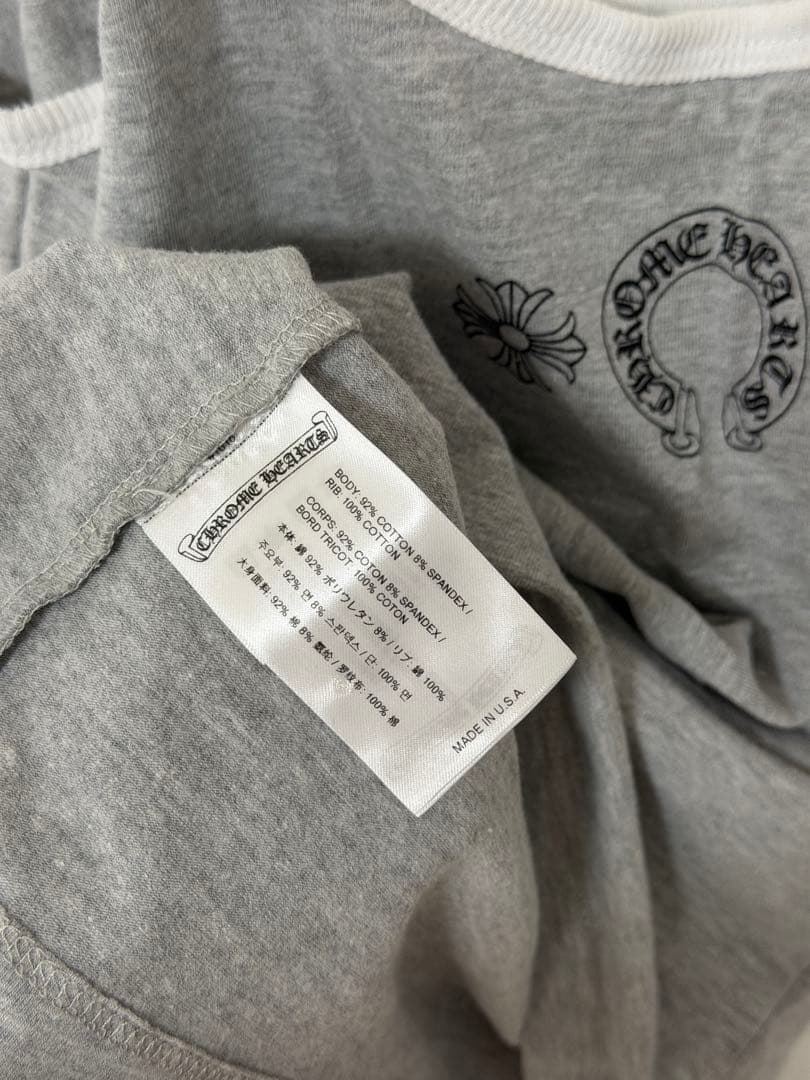 CHROME HEARTS
CHROME HEARTS
BODY: 92% COTTON 8% SPANDEX /
RIB: 100% COTTON
CORPS: 92% COTON 8% SPANDEX /
BORD TRICOT: 100% COTON
本体: 綿 92% ポリウレタン 8% / リブ: 綿 100%
주요부: 92% 면 8% 스판덱스 / 단: 100% 면
大身面料: 92% 棉 8% 氨纶 / 罗纹布: 100% 棉
MADE IN U.S.A.